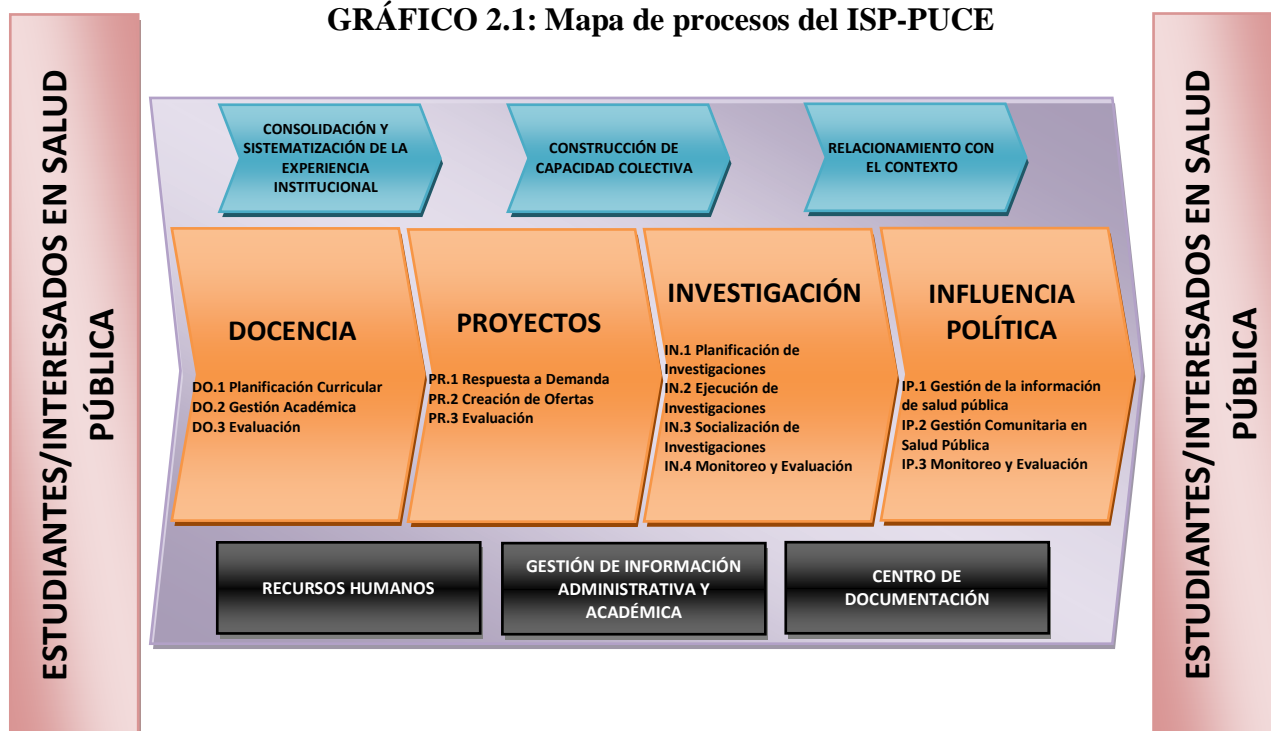 GRÁFICO 2.1: Mapa de procesos del ISP-PUCE
ESTUDIANTES/INTERESADOS EN SALUD
PÚBLICA
CONSOLIDACIÓN Y
SISTEMATIZACIÓN DE LA
EXPERIENCIA
INSTITUCIONAL
CONSTRUCCIÓN DE
CAPACIDAD COLECTIVA
RELACIONAMIENTO CON
EL CONTEXTO
DOCENCIA
DO.1 Planificación Curricular
DO.2 Gestión Académica
DO.3 Evaluación
PROYECTOS
PR.1 Respuesta a Demanda
PR.2 Creación de Ofertas
PR.3 Evaluación
INVESTIGACIÓN
IN.1 Planificación de
Investigaciones
IN.2 Ejecución de
Investigaciones
IN.3 Socialización de
Investigaciones
IN.4 Monitoreo y Evaluación
INFLUENCIA
POLÍTICA
IP.1 Gestión de la información
de salud pública
IP.2 Gestión Comunitaria en
Salud Pública
IP.3 Monitoreo y Evaluación
RECURSOS HUMANOS
GESTIÓN DE INFORMACIÓN
ADMINISTRATIVA Y
ACADÉMICA
CENTRO DE
DOCUMENTACIÓN
ESTUDIANTES/INTERESADOS EN SALUD
PÚBLICA